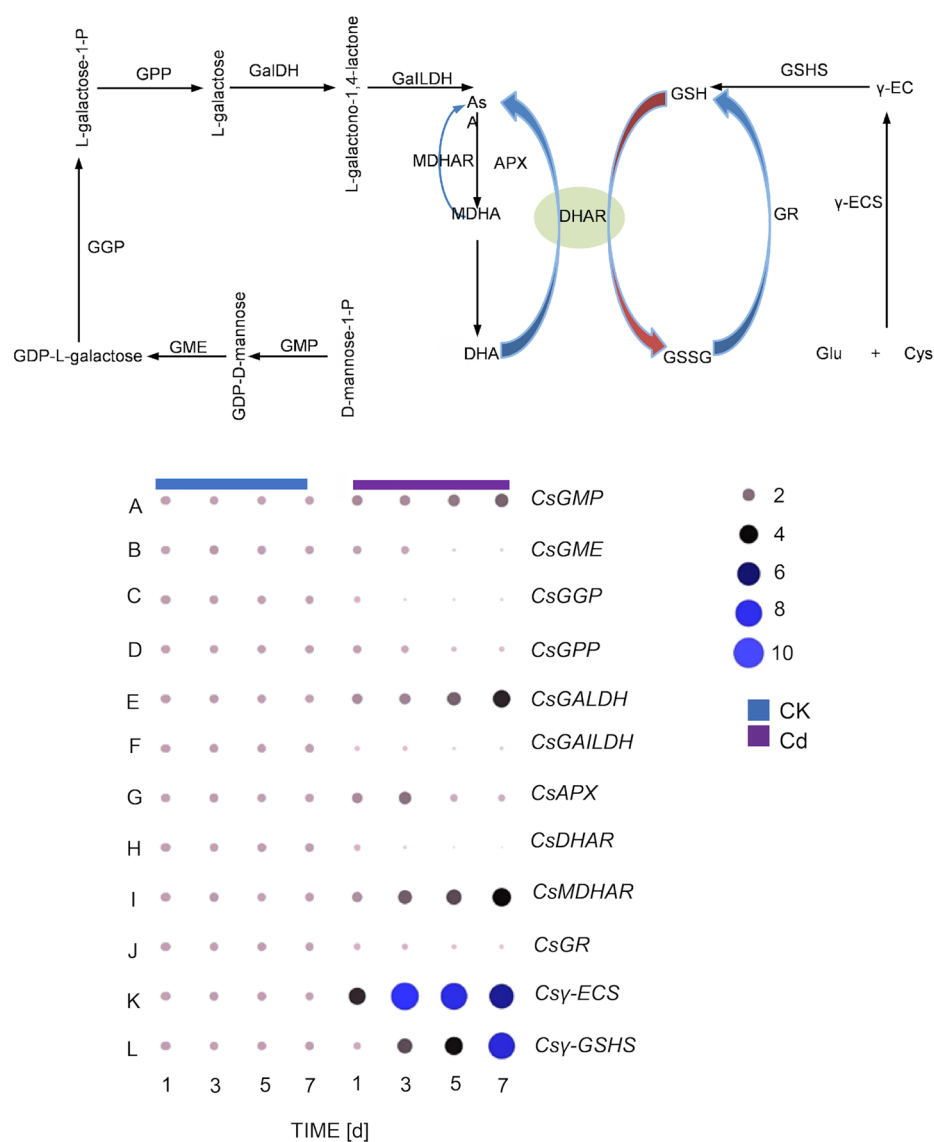 L-galactose-1-P
GPP
L-galactose
GalDH
L-galactono-1,4-lactone
GalLDH
As
A
MDHAR
APX
MDHA
DHA
DHAR
GSH
GSSG
GR
GSHS
γ-EC
γ-ECS
Glu + Cys
GGP
GDP-L-galactose
GME
GDP-D-mannose
GMP
D-mannose-1-P
A CsGMP
B CsGME
C CsGGP
D CsGPP
E CsGALDH
F CsGAILDH
G CsAPX
H CsDHAR
I CsMDHAR
J CsGR
K Csγ-ECS
L Csγ-GSHS
1 3 5 7 1 3 5 7
TIME [d]
2
4
6
8
10
CK
Cd